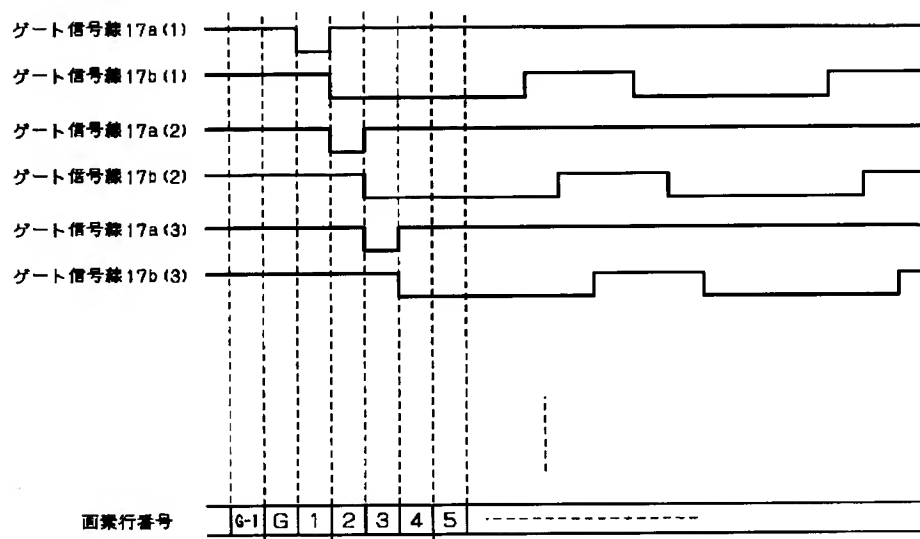 ゲート信号線17a(1)
ゲート信号線17b(1)
ゲート信号線17a(2)
ゲート信号線17b(2)
ゲート信号線17a(3)
ゲート信号線17b(3)
画素行番号 G-1 G 1 2 3 4 5